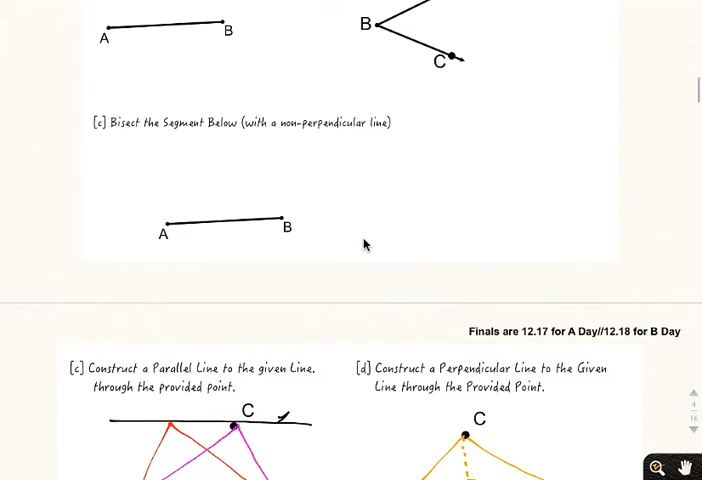 A
B
B
C
[c] Bisect the Segment Below (with a non-perpendicular line)
A
B
Finals are 12.17 for A Day//12.18 for B Day
[c] Construct a Parallel Line to the given Line.
through the provided point.
[d] Construct a Perpendicular Line to the Given
Line through the Provided Point.
C
C
4
16